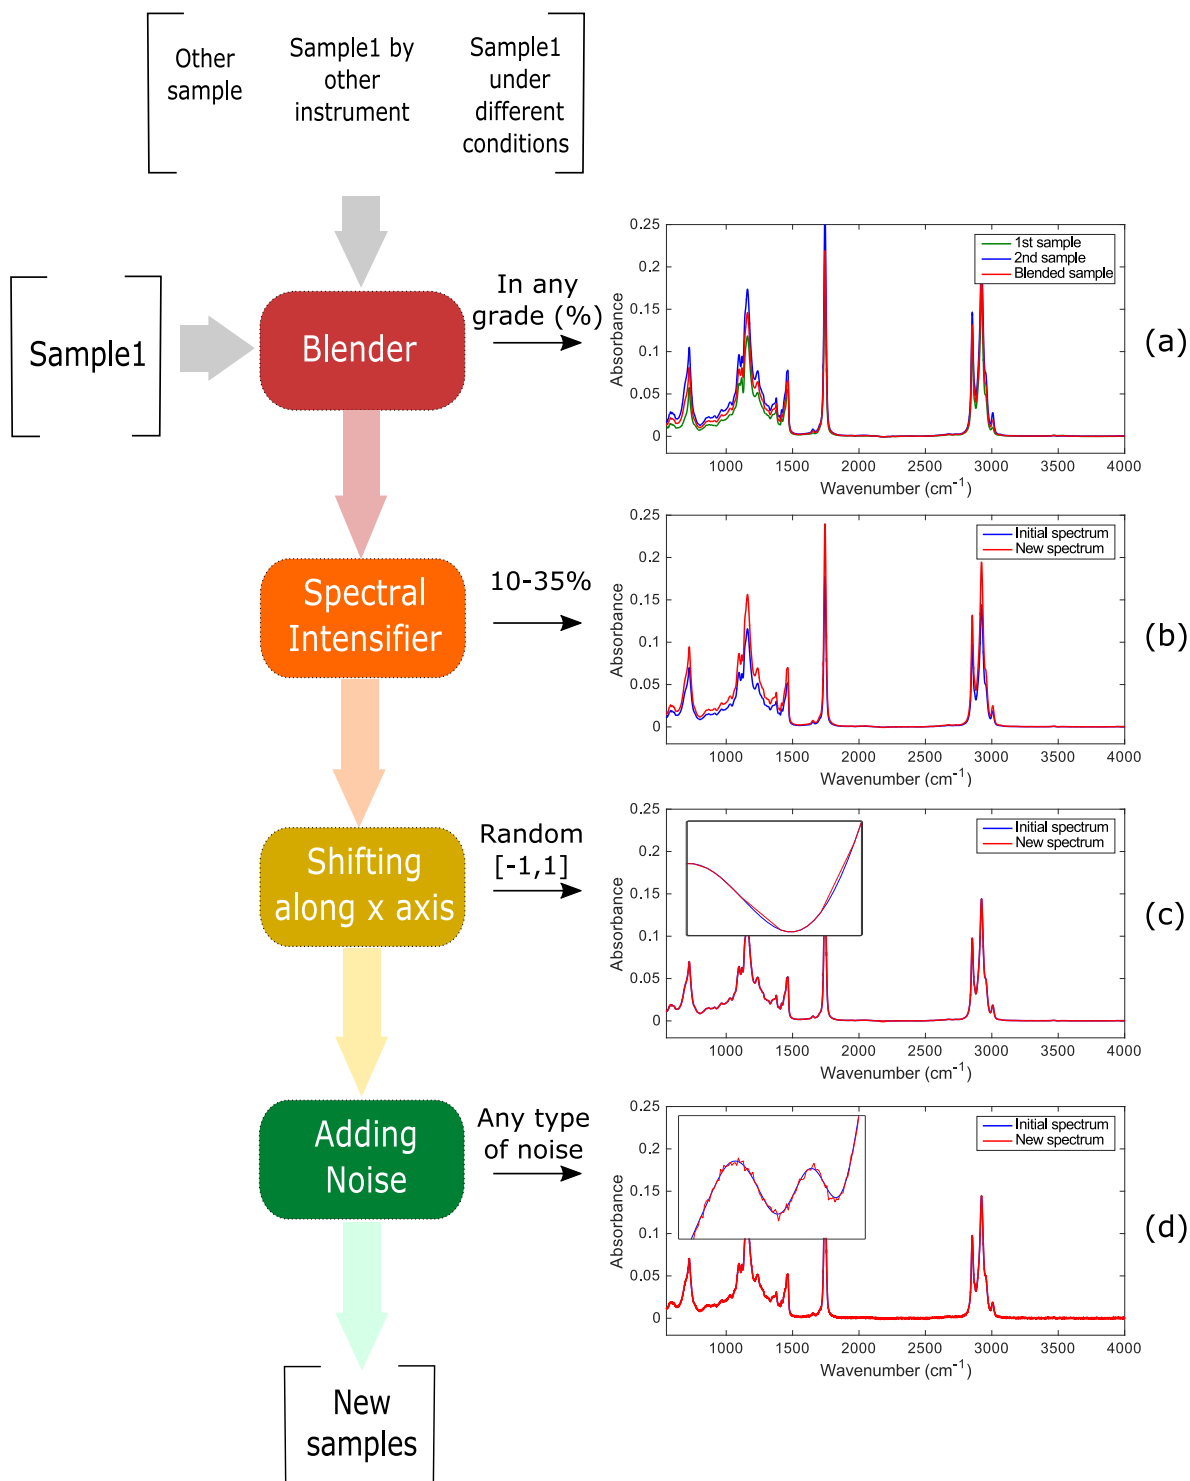 Other
sample
Sample1 by
other
instrument
Sample1
under
different
conditions
Sample1
Blender
In any
grade (%)
0.25
0.2
0.15
0.1
0.05
0
Absorbance
1st sample
2nd sample
Blended sample
1000 1500 2000 2500 3000 3500 4000
Wavenumber (cm⁻¹)
(a)
Spectral
Intensifier
10-35%
0.25
0.2
0.15
0.1
0.05
0
Absorbance
Initial spectrum
New spectrum
1000 1500 2000 2500 3000 3500 4000
Wavenumber (cm⁻¹)
(b)
Shifting
along x axis
Random
[-1,1]
0.25
0.2
0.15
0.1
0.05
0
Absorbance
Initial spectrum
New spectrum
1000 1500 2000 2500 3000 3500 4000
Wavenumber (cm⁻¹)
(c)
Adding
Noise
Any type
of noise
0.25
0.2
0.15
0.1
0.05
0
Absorbance
Initial spectrum
New spectrum
1000 1500 2000 2500 3000 3500 4000
Wavenumber (cm⁻¹)
(d)
New
samples